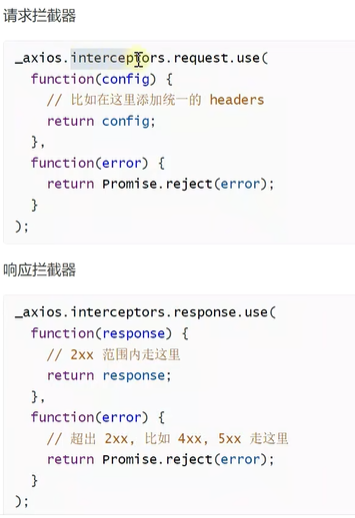 请求拦截器
_axios.interceptors.request.use(
  function(config) {
    // 比如在这里添加统一的 headers
    return config;
  },
  function(error) {
    return Promise.reject(error);
  }
);
响应拦截器
_axios.interceptors.response.use(
  function(response) {
    // 2xx 范围内走这里
    return response;
  },
  function(error) {
    // 超出 2xx, 比如 4xx, 5xx 走这里
    return Promise.reject(error);
  }
);